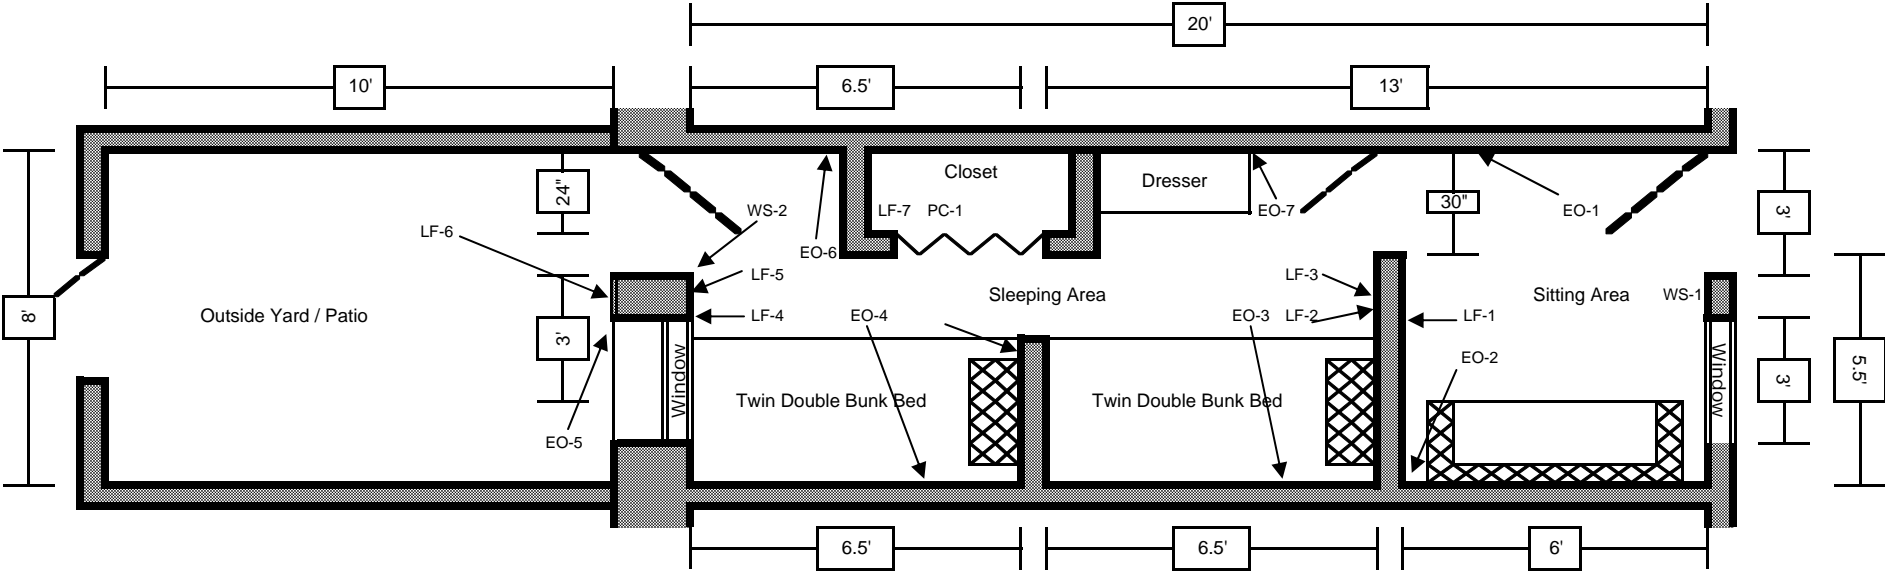 20'
10'
6.5'
13'
Closet
Dresser
24"
30"
3'
LF-7 PC-1
WS-2
EO-7
EO-1
LF-6
EO-6
LF-5
LF-3
Sleeping Area
Sitting Area
WS-1
Outside Yard / Patio
8'
LF-4
EO-4
EO-3
LF-2
LF-1
3'
EO-2
Window
Window
3'
5.5'
Twin Double Bunk Bed
Twin Double Bunk Bed
EO-5
6.5'
6.5'
6'